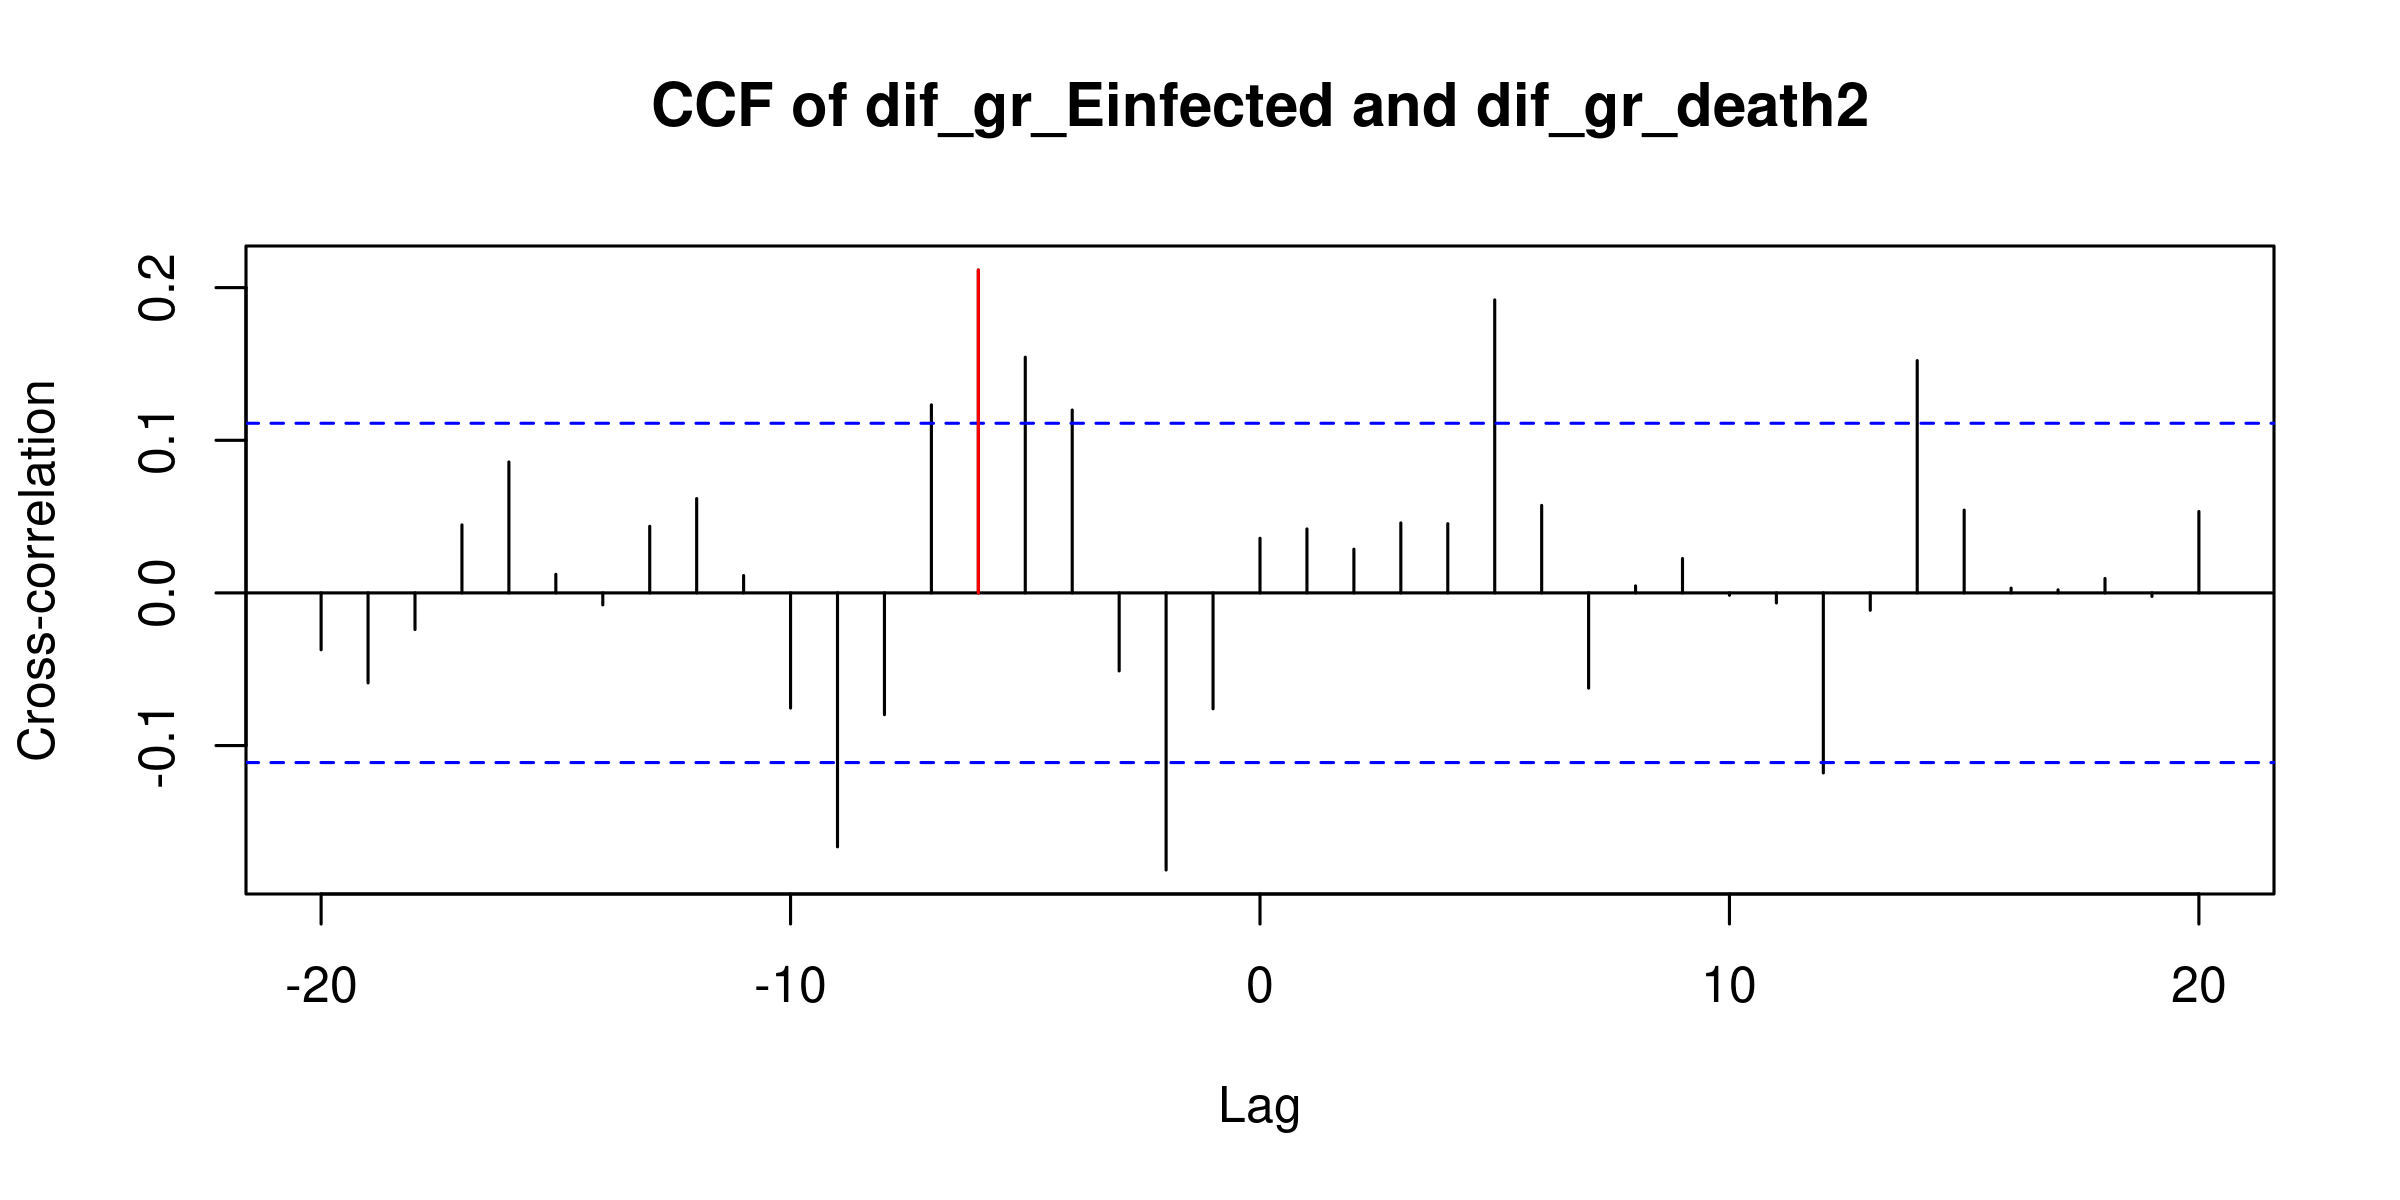 CCF of dif_gr_Einfected and dif_gr_death2
Cross-correlation
0.2
0.1
0.0
-0.1
-20 -10 0 10 20
Lag